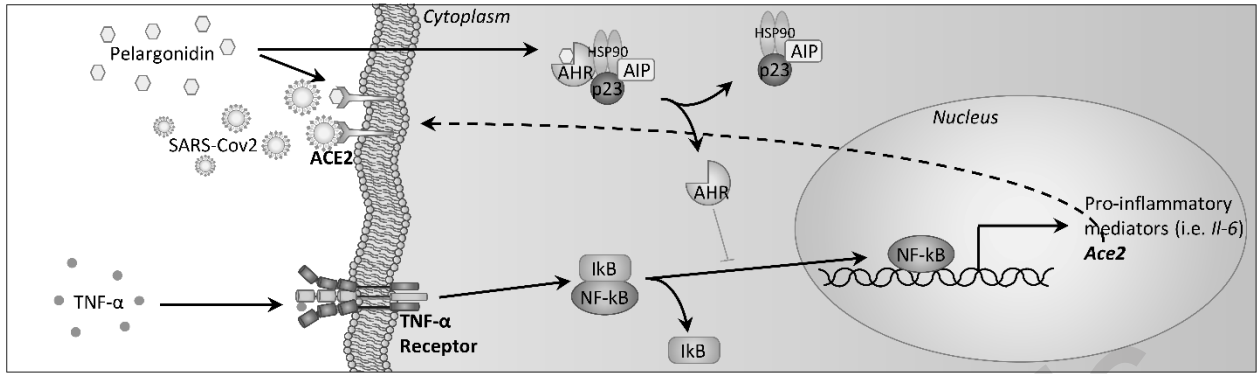 Cytoplasm
Pelargonidin
HSP90
AHR
AIP
p23
HSP90
AIP
p23
Nucleus
SARS-Cov2
ACE2
AHR
Pro-inflammatory
mediators (i.e. Il-6)
Ace2
NF-kB
IkB
NF-kB
TNF-α
TNF-α
Receptor
IkB